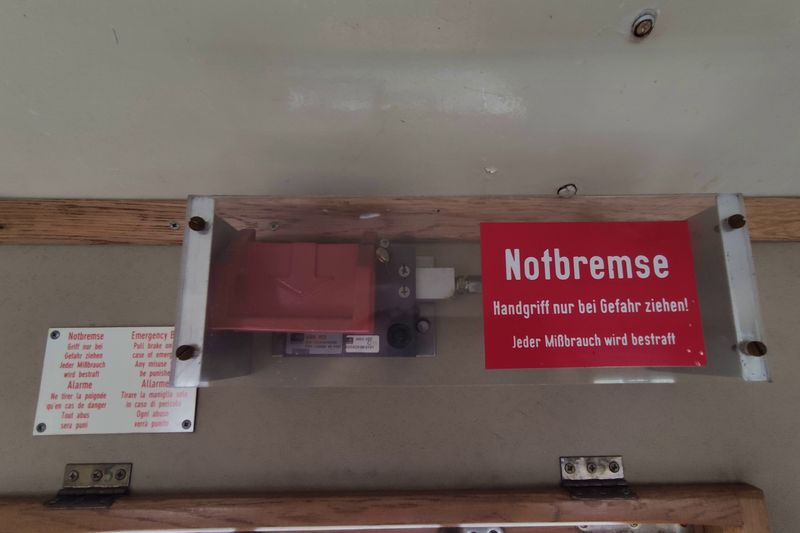 Notbremse
Handgriff nur bei Gefahr ziehen!
Jeder Mißbrauch wird bestraft
Notbremse
Griff nur bei
Gefahr ziehen
Jeder Mißbrauch
wird bestraft
Emergency
Pull brake
case of
Any misuse
be
Alarme
Ne tirer la poignée
qu'en cas de danger
Tout abus
sera puni
Allarme
Tirare la maniglia solo
in caso di pericolo
Ogni abuso
verrà punito